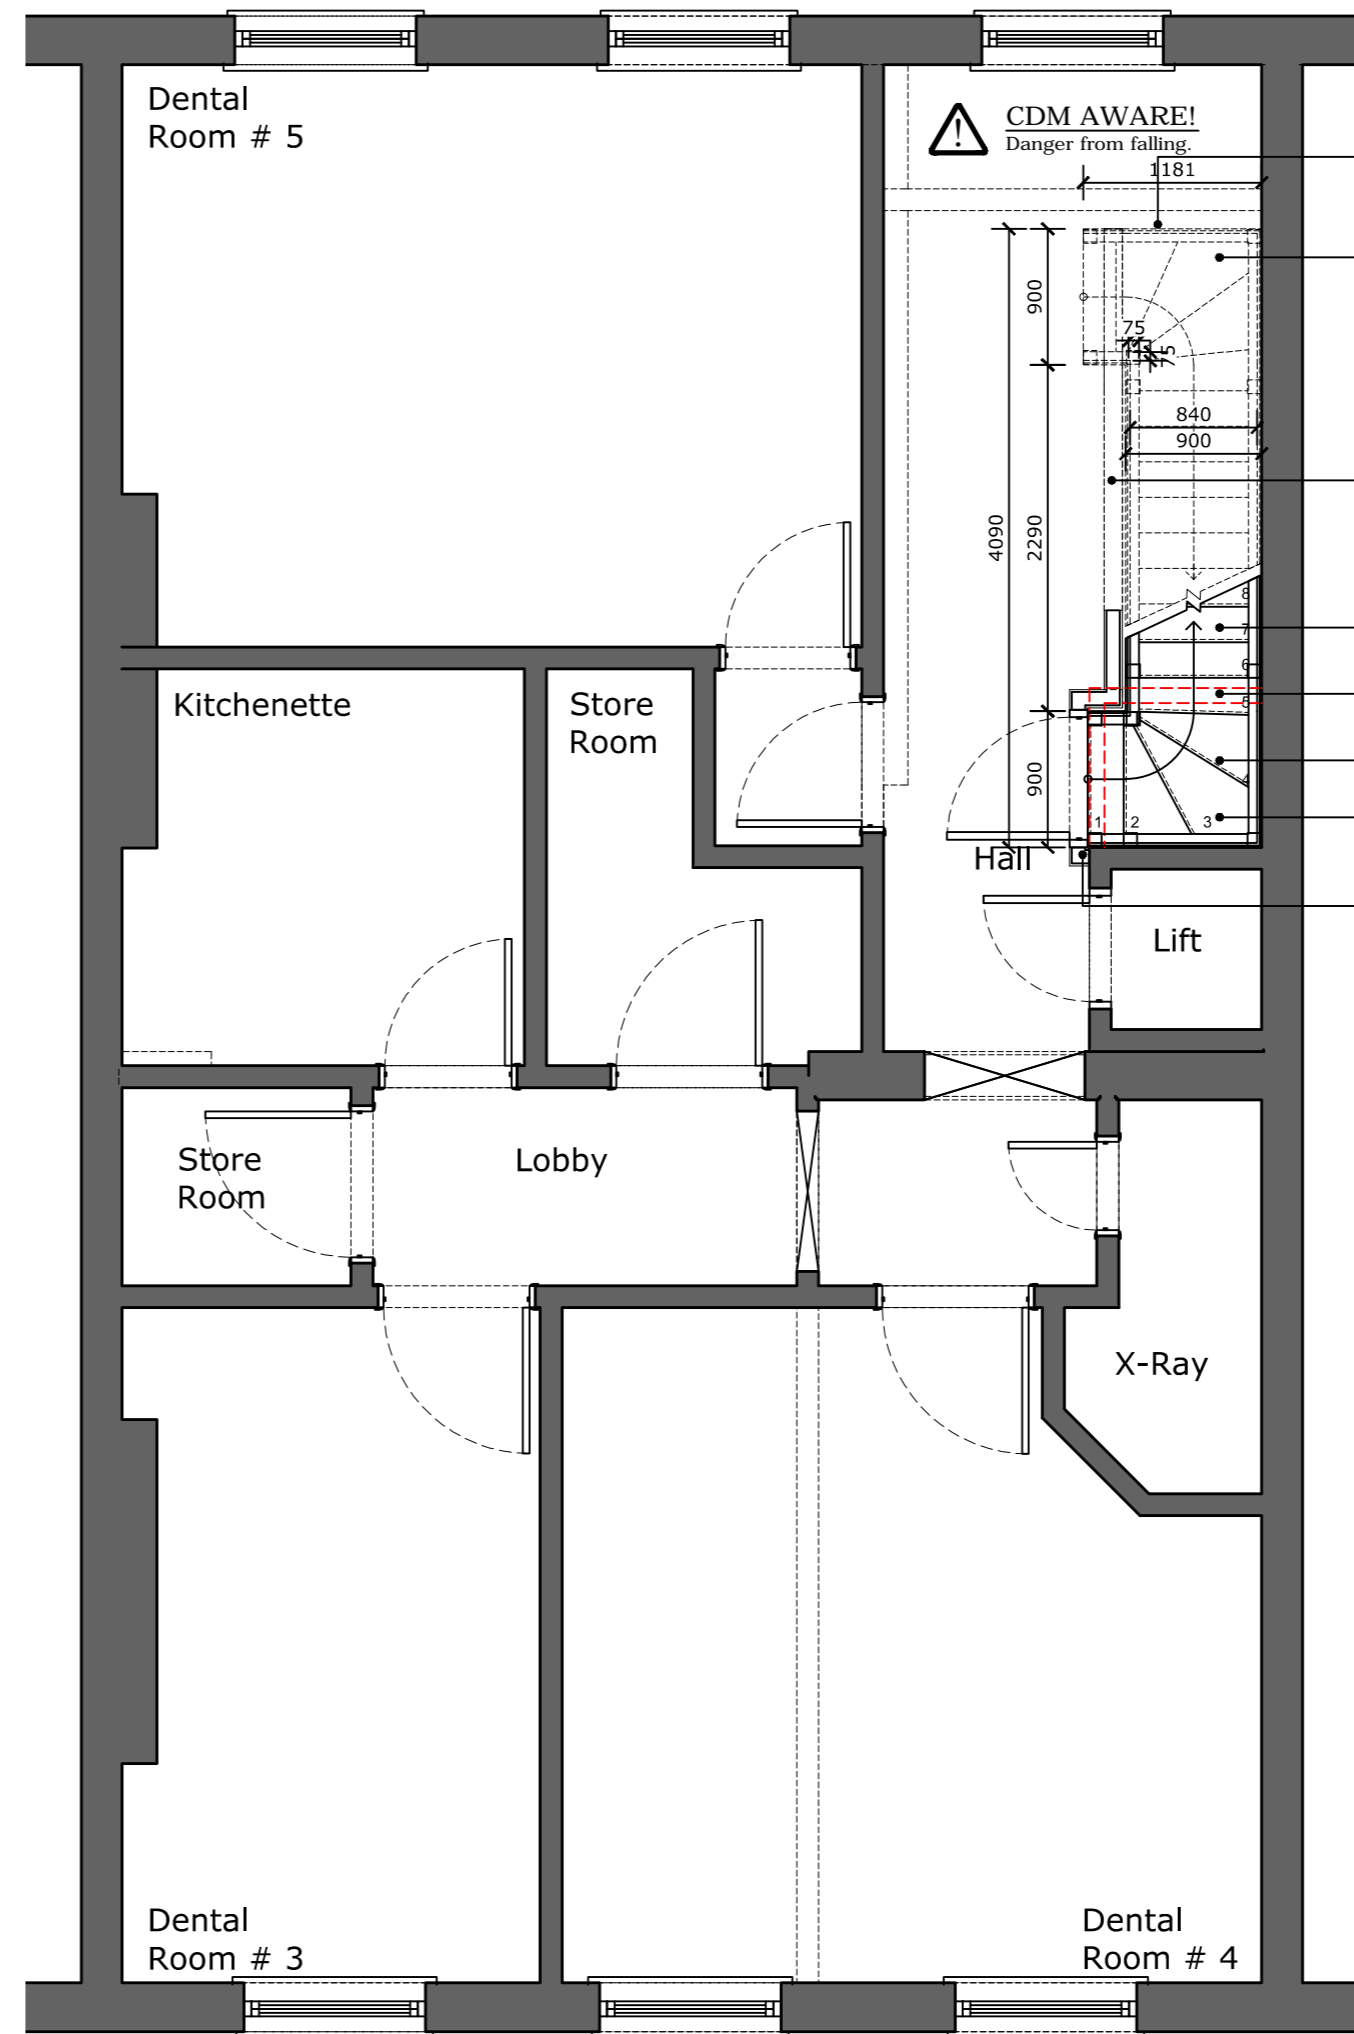 Dental
Room # 5
CDM AWARE!
Danger from falling.
1181
900
75
75
840
900
4090
2290
8
7
6
5
4
900
1
2
3
Kitchenette
Store
Room
Hall
Lift
Store
Room
Lobby
X-Ray
Dental
Room # 3
Dental
Room # 4